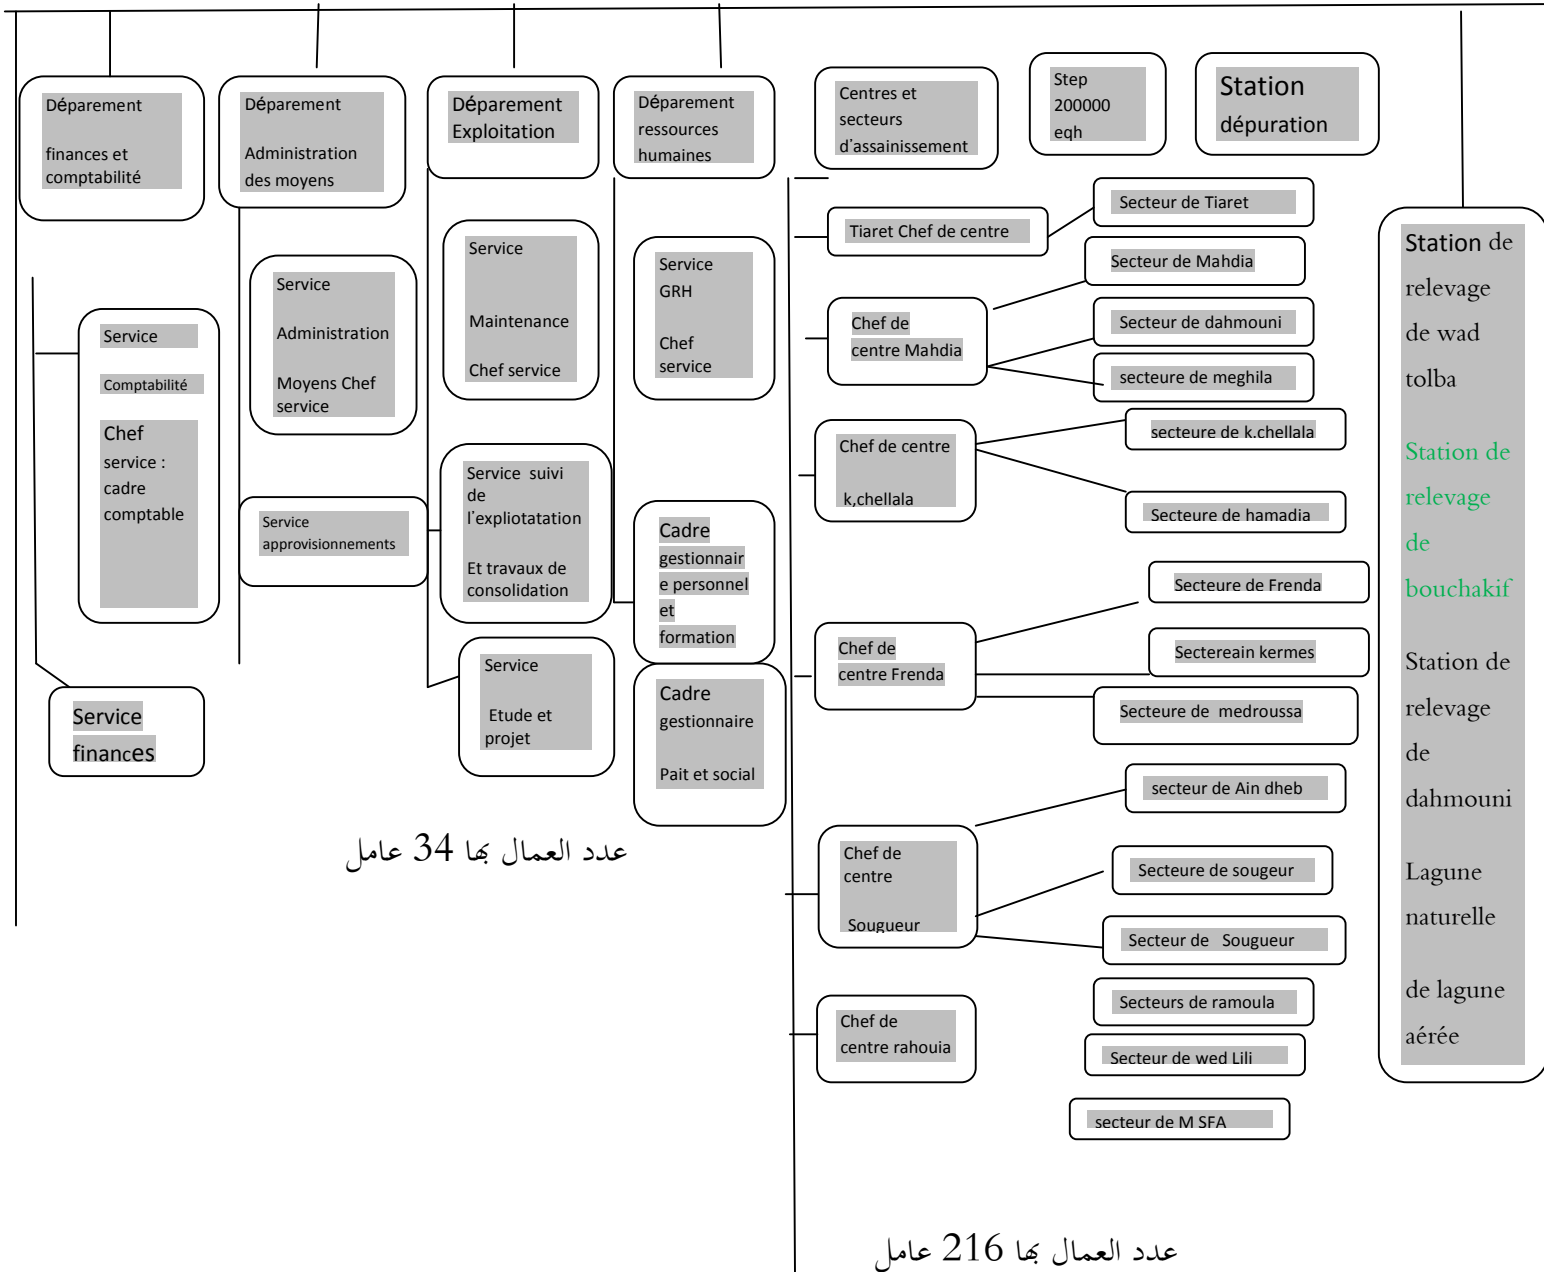 Déparement
finances et
comptabilité
Déparement
Administration
des moyens
Déparement
Exploitation
Déparement
ressources
humaines
Centres et
secteurs
d'assainissement
Step
200000
eqh
Station
dépuration
Service
Comptabilité
Chef
service :
cadre
comptable
Service
finances
Service
Administration
Moyens Chef
service
Service
approvisionnements
Service
Maintenance
Chef service
Service suivi
de
l'expliotatation
Et travaux de
consolidation
Service
Etude et
projet
Service
GRH
Chef
service
Cadre
gestionnair
e personnel
et
formation
Cadre
gestionnaire
Pait et social
عدد العمال بها 34 عامل
Tiaret Chef de centre
Secteur de Tiaret
Chef de
centre Mahdia
Secteur de Mahdia
Secteur de dahmouni
secteure de meghila
Chef de centre
k,chellala
secteure de k.chellala
Secteure de hamadia
Chef de
centre Frenda
Secteure de Frenda
Sectereain kermes
Secteure de medroussa
Chef de
centre
Sougueur
secteur de Ain dheb
Secteure de sougeur
Secteur de Sougueur
Chef de
centre rahouia
Secteurs de ramoula
Secteur de wed Lili
secteur de M SFA
Station de
relevage
de wad
tolba
Station de
relevage
de
bouchakif
Station de
relevage
de
dahmouni
Lagune
naturelle
de lagune
aérée
عدد العمال بها 216 عامل